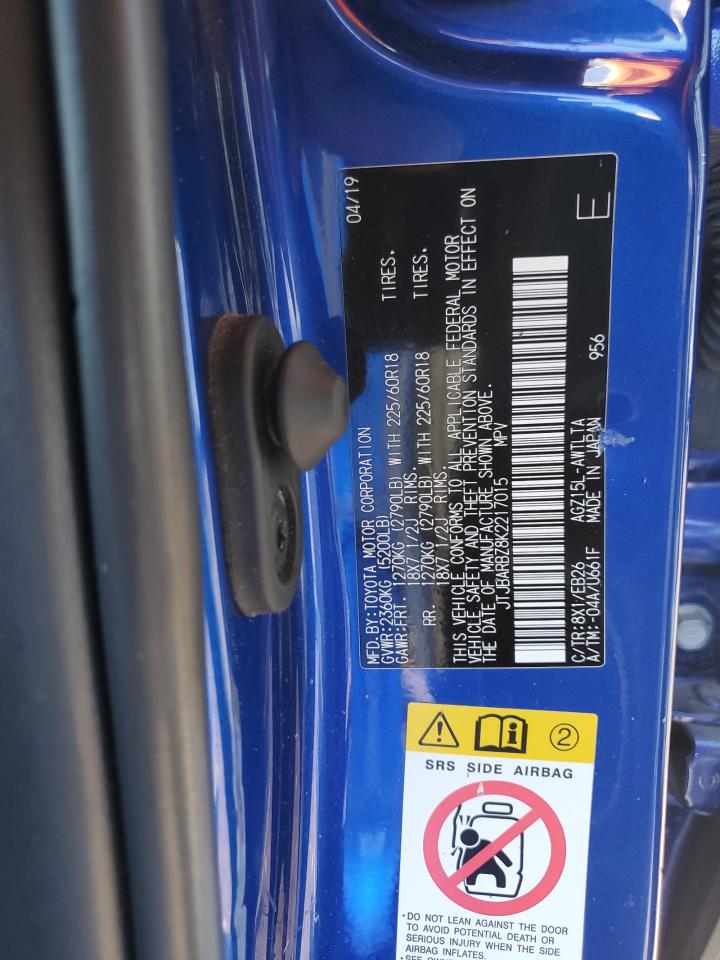 MFD.BY:TOYOTA MOTOR CORPORATION 04/19
GVWR:2360KG (5200LB)
GAWR:FRT. 1270KG (2790LB) WITH 225/60R18 TIRES.
18X7 1/2J RIMS.
RR. 1270KG (2790LB) WITH 225/60R18 TIRES.
18X7 1/2J RIMS.
THIS VEHICLE CONFORMS TO ALL APPLICABLE FEDERAL MOTOR
VEHICLE SAFETY AND THEFT PREVENTION STANDARDS IN EFFECT ON
THE DATE OF MANUFACTURE SHOWN ABOVE.
JTJBARBZ8K2217015 MPV
C/TR:8X1/EB26 AGZ15L-AWTLTA
A/TM:-04A/U661F MADE IN JAPAN 956
E
2
SRS SIDE AIRBAG
•DO NOT LEAN AGAINST THE DOOR
TO AVOID POTENTIAL DEATH OR
SERIOUS INJURY WHEN THE SIDE
AIRBAG INFLATES.